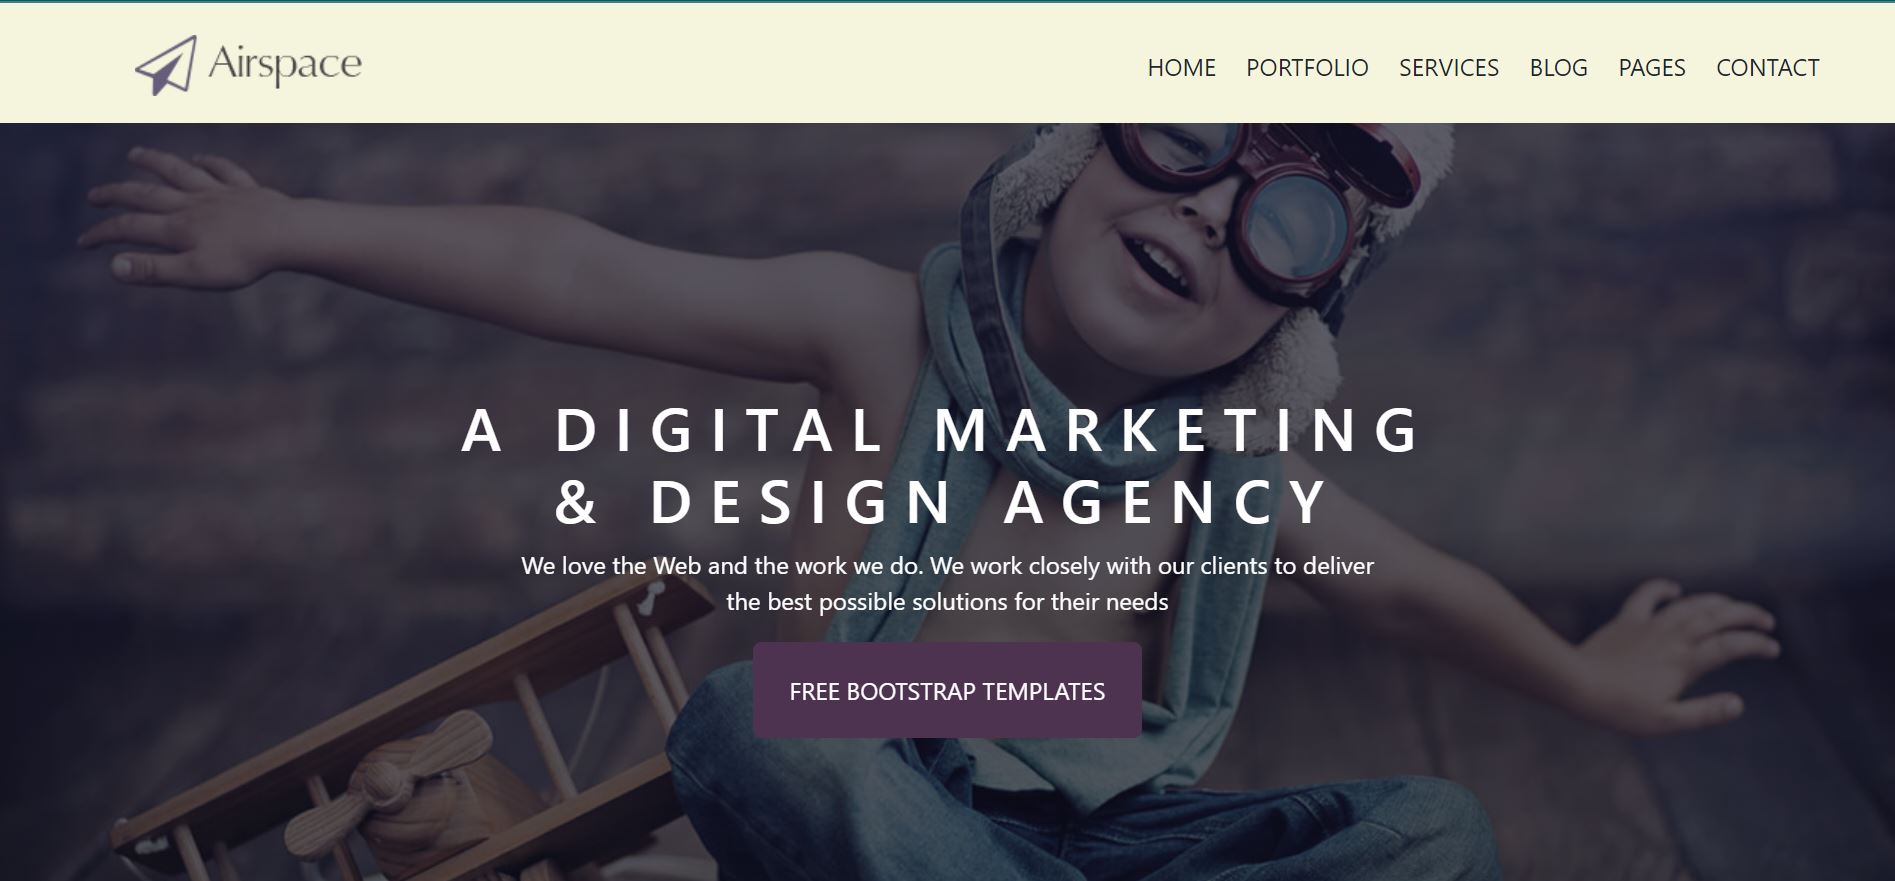 Airspace
HOME PORTFOLIO SERVICES BLOG PAGES CONTACT
A DIGITAL MARKETING
& DESIGN AGENCY
We love the Web and the work we do. We work closely with our clients to deliver
the best possible solutions for their needs
FREE BOOTSTRAP TEMPLATES